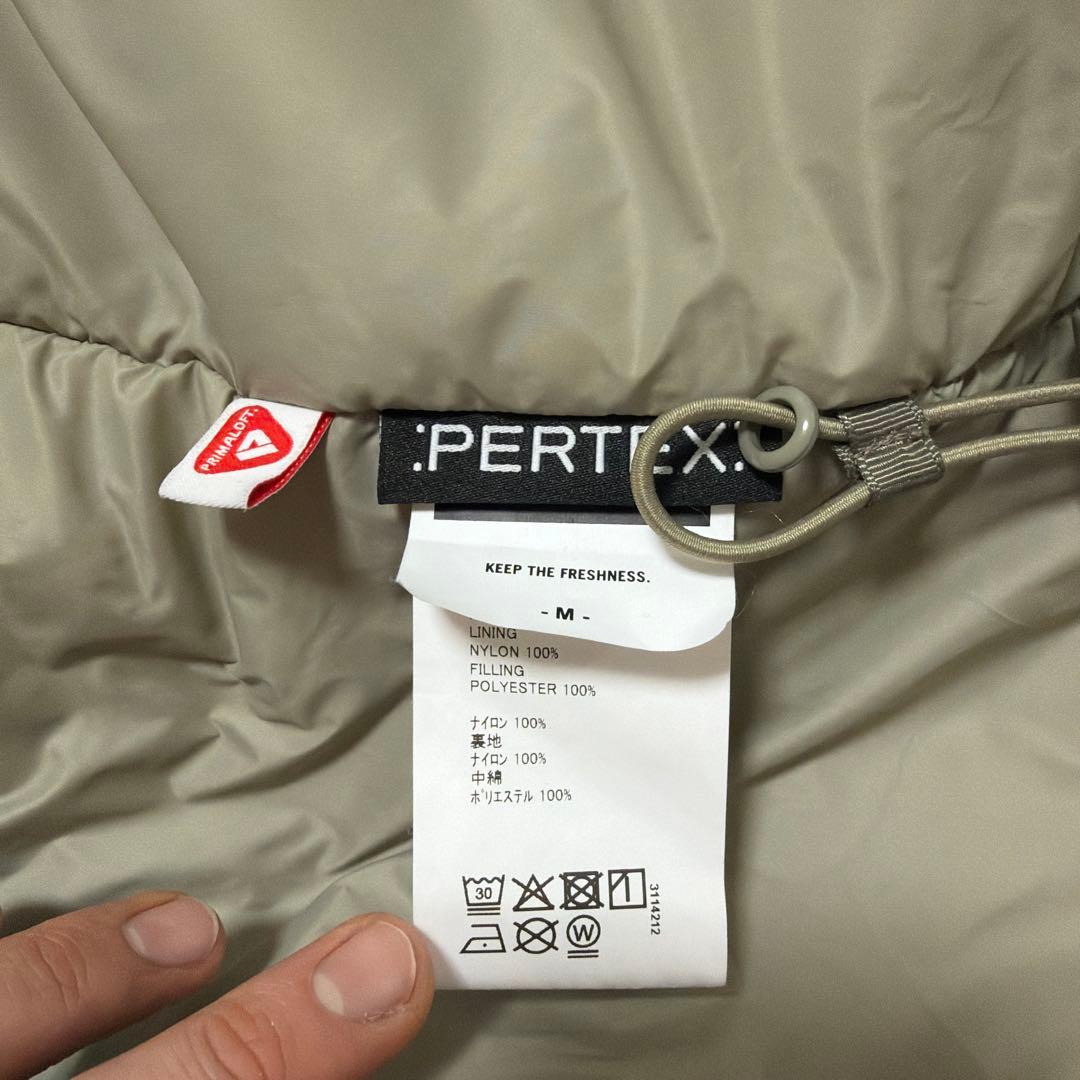 PRIMALOFT
:PERTEX:
KEEP THE FRESHNESS.
- M -
LINING
NYLON 100%
FILLING
POLYESTER 100%
ナイロン 100%
裏地
ナイロン 100%
中綿
ポリエステル 100%
30
3114212
W